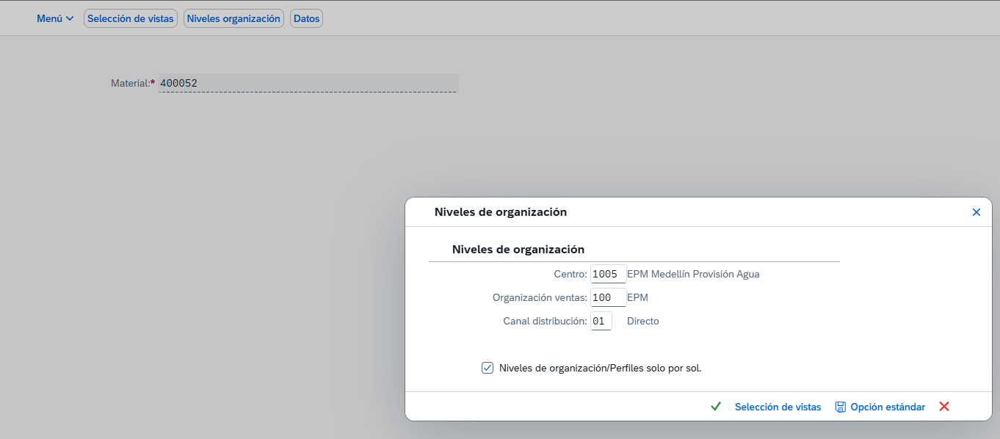 Menú Selección de vistas Niveles organización Datos
Material:* 400052
Niveles de organización
Niveles de organización
Centro: 1005 EPM Medellín Provisión Agua
Organización ventas: 100 EPM
Canal distribución: 01 Directo
Niveles de organización/Perfiles solo por sol.
Selección de vistas Opción estándar